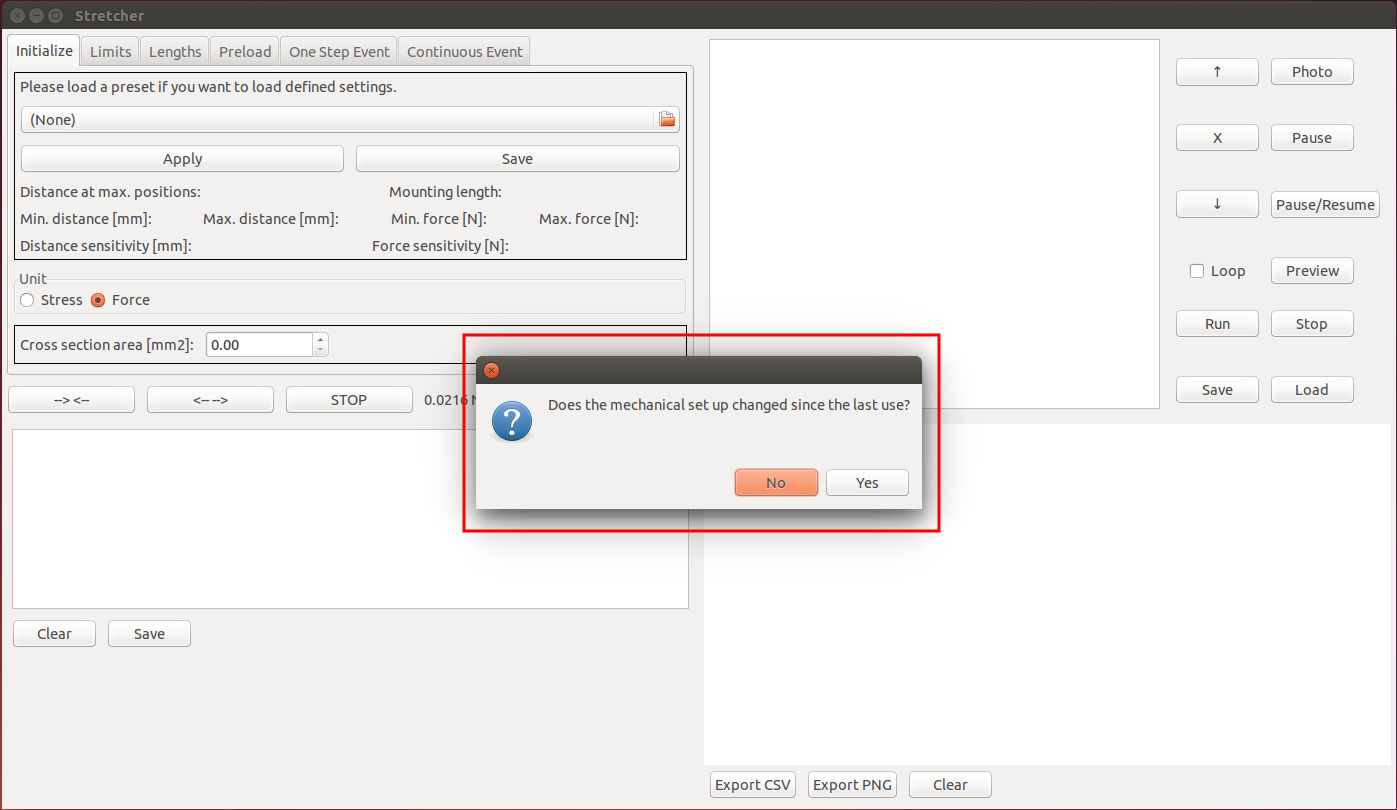 Stretcher
Initialize Limits Lengths Preload One Step Event Continuous Event
Please load a preset if you want to load defined settings.
(None)
Apply Save
Distance at max. positions: Mounting length:
Min. distance [mm]: Max. distance [mm]: Min. force [N]: Max. force [N]:
Distance sensitivity [mm]: Force sensitivity [N]:
Unit
Stress Force
Cross section area [mm2]: 0.00
--> <-- <-- --> STOP 0.0216
Clear Save
↑ Photo
X Pause
↓ Pause/Resume
Loop Preview
Run Stop
Save Load
Does the mechanical set up changed since the last use?
No Yes
Export CSV Export PNG Clear